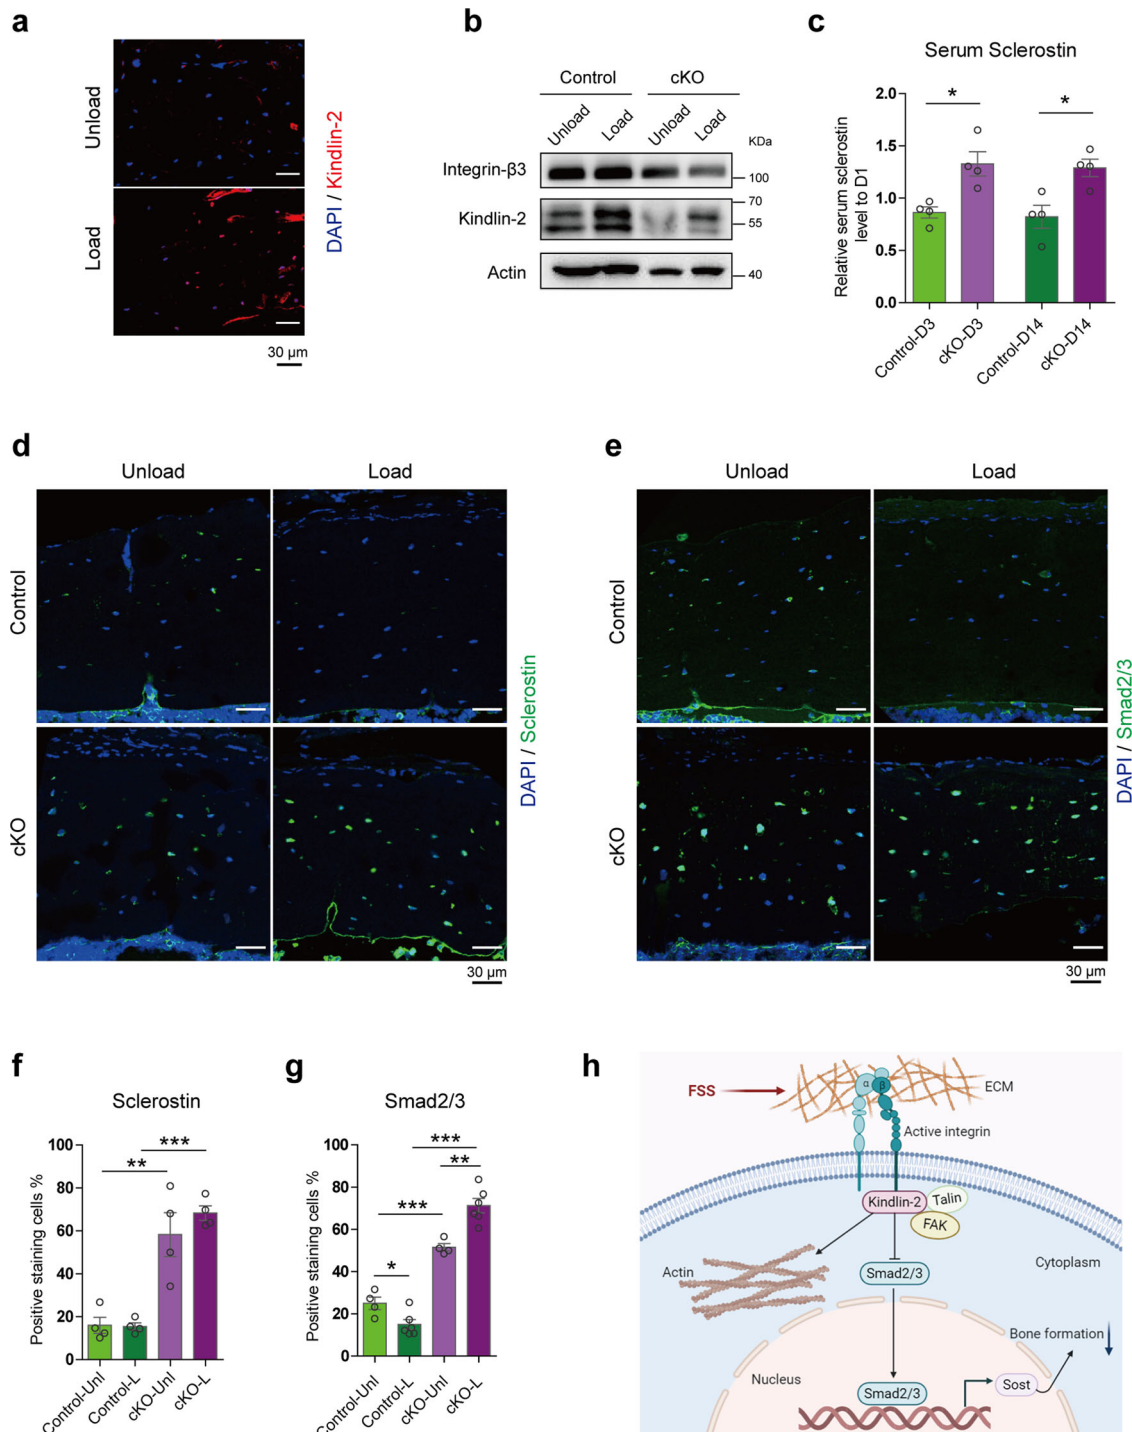 a
Unload
Load
DAPI / Kindlin-2
30 µm
b
Control
cKO
Unload
Load
Unload
Load
KDa
Integrin-β3
100
Kindlin-2
70
55
Actin
40
c
Serum Sclerostin
*
*
Relative serum sclerostin
level to D1
2.0
1.5
1.0
0.5
0.0
Control-D3
cKO-D3
Control-D14
cKO-D14
d
Unload
Load
Control
cKO
DAPI / Sclerostin
30 µm
e
Unload
Load
Control
cKO
DAPI / Smad2/3
30 µm
f
Sclerostin
***
**
Positive staining cells %
100
80
60
40
20
0
Control-Unl
Control-L
cKO-Unl
cKO-L
g
Smad2/3
***
**
***
*
Positive staining cells %
100
80
60
40
20
0
Control-Unl
Control-L
cKO-Unl
cKO-L
h
FSS
α
β
ECM
Active integrin
Kindlin-2
Talin
FAK
Actin
Smad2/3
Cytoplasm
Bone formation
Nucleus
Smad2/3
Sost